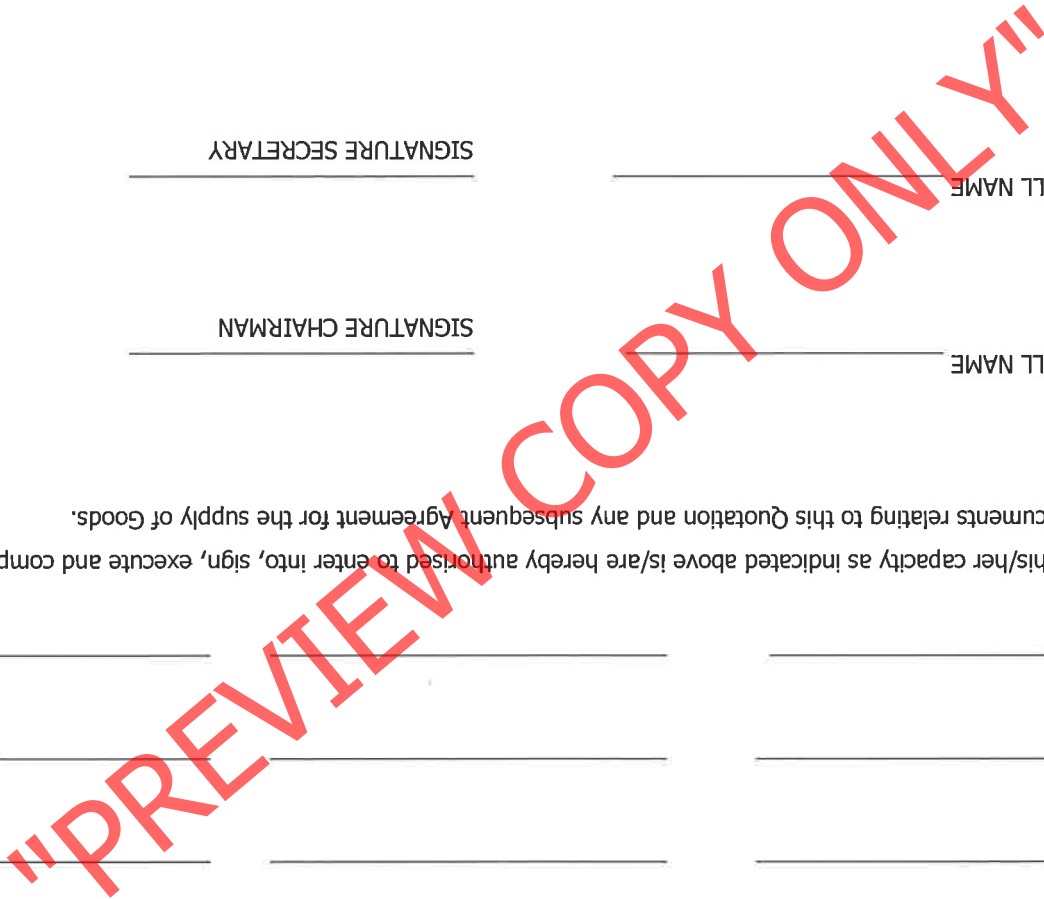 his/her capacity as indicated above is/are hereby authorised to enter into, sign, execute and comp
cuments relating to this Quotation and any subsequent Agreement for the supply of Goods.
LL NAME
SIGNATURE CHAIRMAN
LL NAME
SIGNATURE SECRETARY
"PREVIEW COPY ONLY"